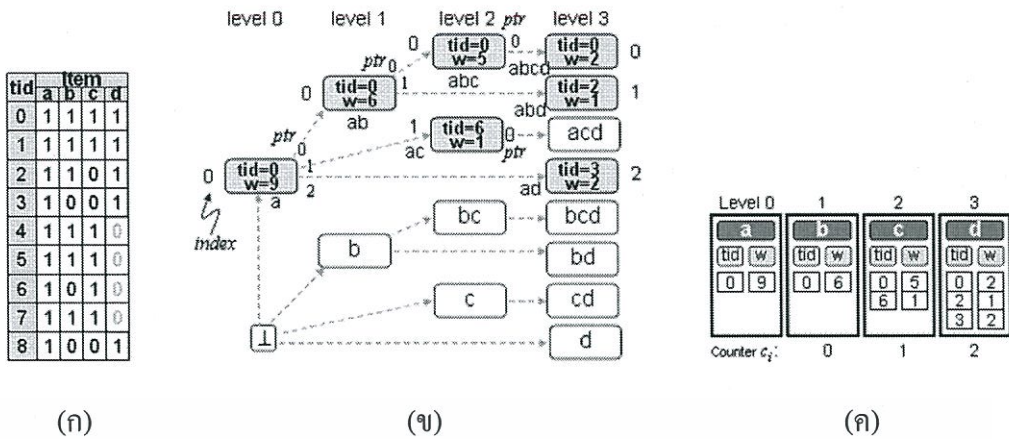 tid Item
a b c d
0 1 1 1 1
1 1 1 1 1
2 1 1 0 1
3 1 0 0 1
4 1 1 1 0
5 1 1 1 0
6 1 0 1 0
7 1 1 1 0
8 1 0 0 1
(ก)
level 0 level 1 level 2 ptr level 3
0 tid=0 w=5 abc 0
tid=0 w=2 abcd 0
ptr 0
0 tid=0 w=6 ab 1
tid=2 w=1 abd 1
1 ac tid=6 w=1 0 ptr
acd
ptr 0
0 tid=0 w=9 a 1 2
tid=3 w=2 ad 2
index
bc bcd
b bd
c cd
⊥ d
(ข)
Level 0 1 2 3
a b c d
tid w tid w tid w tid w
0 9 0 6 0 5 0 2
6 1 2 1
3 2
Counter ci: 0 1 2
(ค)